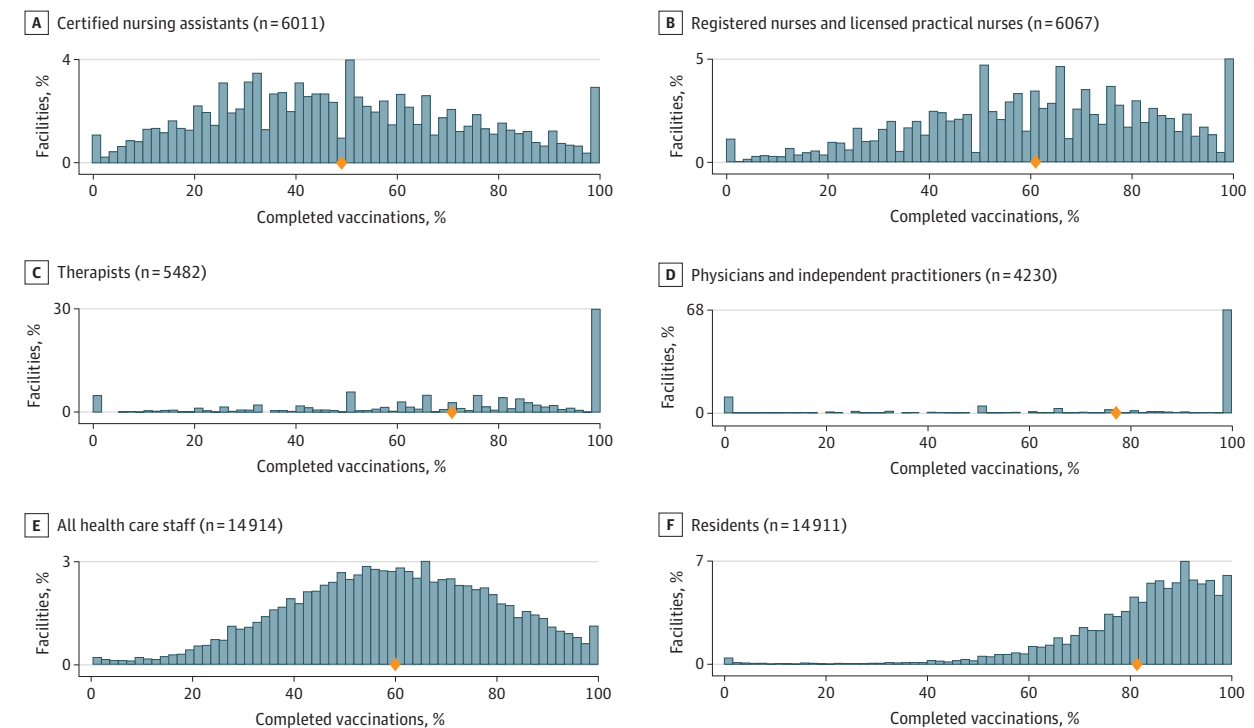 A Certified nursing assistants (n=6011)
4
0
Facilities, %
0 20 40 60 80 100
Completed vaccinations, %
B Registered nurses and licensed practical nurses (n=6067)
5
0
Facilities, %
0 20 40 60 80 100
Completed vaccinations, %
C Therapists (n=5482)
30
0
Facilities, %
0 20 40 60 80 100
Completed vaccinations, %
D Physicians and independent practitioners (n=4230)
68
0
Facilities, %
0 20 40 60 80 100
Completed vaccinations, %
E All health care staff (n=14914)
3
0
Facilities, %
0 20 40 60 80 100
Completed vaccinations, %
F Residents (n=14911)
7
0
Facilities, %
0 20 40 60 80 100
Completed vaccinations, %